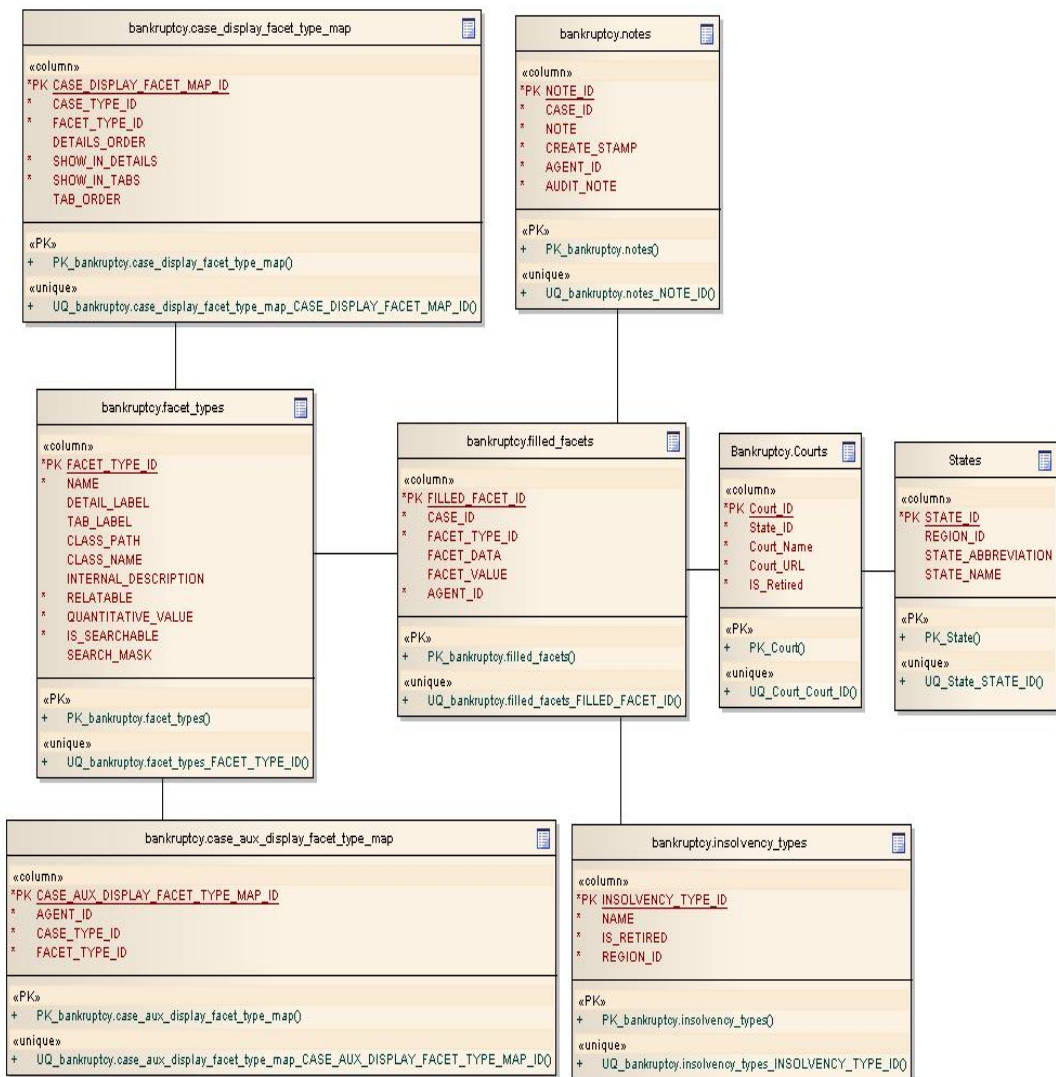 bankruptcy.case_display_facet_type_map
«column»
*PK CASE_DISPLAY_FACET_MAP_ID
* CASE_TYPE_ID
* FACET_TYPE_ID
DETAILS_ORDER
* SHOW_IN_DETAILS
* SHOW_IN_TABS
TAB_ORDER
«PK»
+ PK_bankruptcy.case_display_facet_type_map()
«unique»
+ UQ_bankruptcy.case_display_facet_type_map_CASE_DISPLAY_FACET_MAP_ID()
bankruptcy.notes
«column»
*PK NOTE_ID
* CASE_ID
* NOTE
* CREATE_STAMP
* AGENT_ID
* AUDIT_NOTE
«PK»
+ PK_bankruptcy.notes()
«unique»
+ UQ_bankruptcy.notes_NOTE_ID()
bankruptcy.facet_types
«column»
*PK FACET_TYPE_ID
* NAME
DETAIL_LABEL
TAB_LABEL
CLASS_PATH
CLASS_NAME
INTERNAL_DESCRIPTION
* RELATABLE
* QUANTITATIVE_VALUE
* IS_SEARCHABLE
SEARCH_MASK
«PK»
+ PK_bankruptcy.facet_types()
«unique»
+ UQ_bankruptcy.facet_types_FACET_TYPE_ID()
bankruptcy.filled_facets
«column»
*PK FILLED_FACET_ID
* CASE_ID
* FACET_TYPE_ID
FACET_DATA
FACET_VALUE
* AGENT_ID
«PK»
+ PK_bankruptcy.filled_facets()
«unique»
+ UQ_bankruptcy.filled_facets_FILLED_FACET_ID()
Bankruptcy.Courts
«column»
*PK Court_ID
* State_ID
* Court_Name
* Court_URL
* IS_Retired
«PK»
+ PK_Court()
«unique»
+ UQ_Court_Court_ID()
States
«column»
*PK STATE_ID
REGION_ID
STATE_ABBREVIATION
STATE_NAME
«PK»
+ PK_State()
«unique»
+ UQ_State_STATE_ID()
bankruptcy.case_aux_display_facet_type_map
«column»
*PK CASE_AUX_DISPLAY_FACET_TYPE_MAP_ID
* AGENT_ID
* CASE_TYPE_ID
* FACET_TYPE_ID
«PK»
+ PK_bankruptcy.case_aux_display_facet_type_map()
«unique»
+ UQ_bankruptcy.case_aux_display_facet_type_map_CASE_AUX_DISPLAY_FACET_TYPE_MAP_ID()
bankruptcy.insolvency_types
«column»
*PK INSOLVENCY_TYPE_ID
* NAME
* IS_RETIRED
* REGION_ID
«PK»
+ PK_bankruptcy.insolvency_types()
«unique»
+ UQ_bankruptcy.insolvency_types_INSOLVENCY_TYPE_ID()